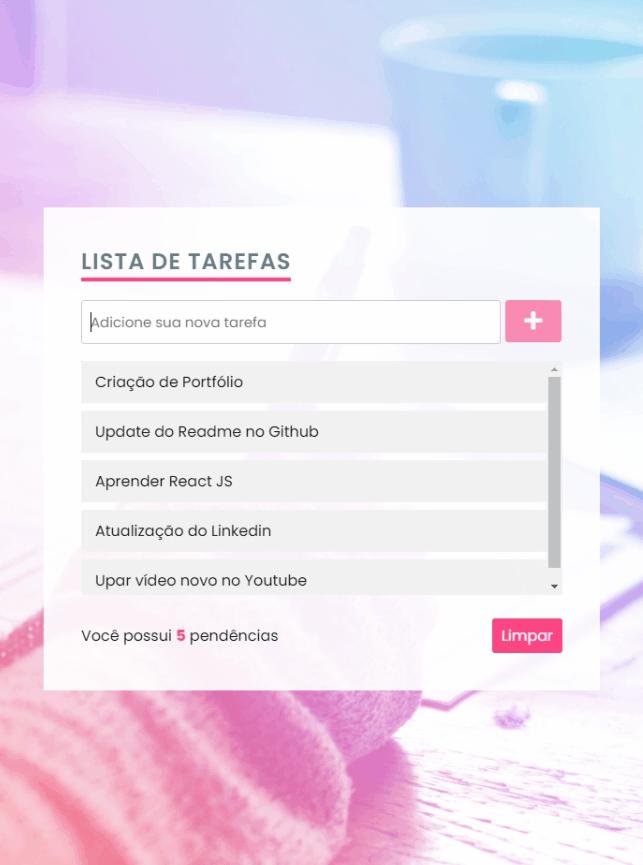 LISTA DE TAREFAS
Adicione sua nova tarefa
Criação de Portfólio
Update do Readme no Github
Aprender React JS
Atualização do Linkedin
Upar vídeo novo no Youtube
Você possui 5 pendências
Limpar